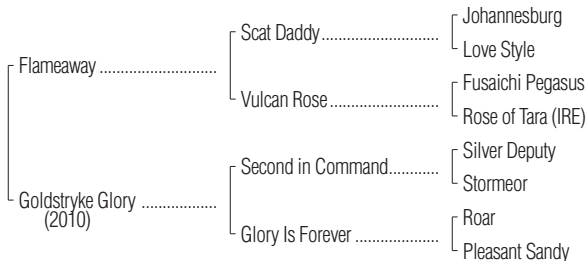 Johannesburg
Scat Daddy........................
Love Style
Flameaway ........................
Fusaichi Pegasus
Vulcan Rose......................
Rose of Tara (IRE)
Silver Deputy
Second in Command............
Stormeor
Goldstryke Glory ...............
(2010)
Roar
Glory Is Forever .................
Pleasant Sandy